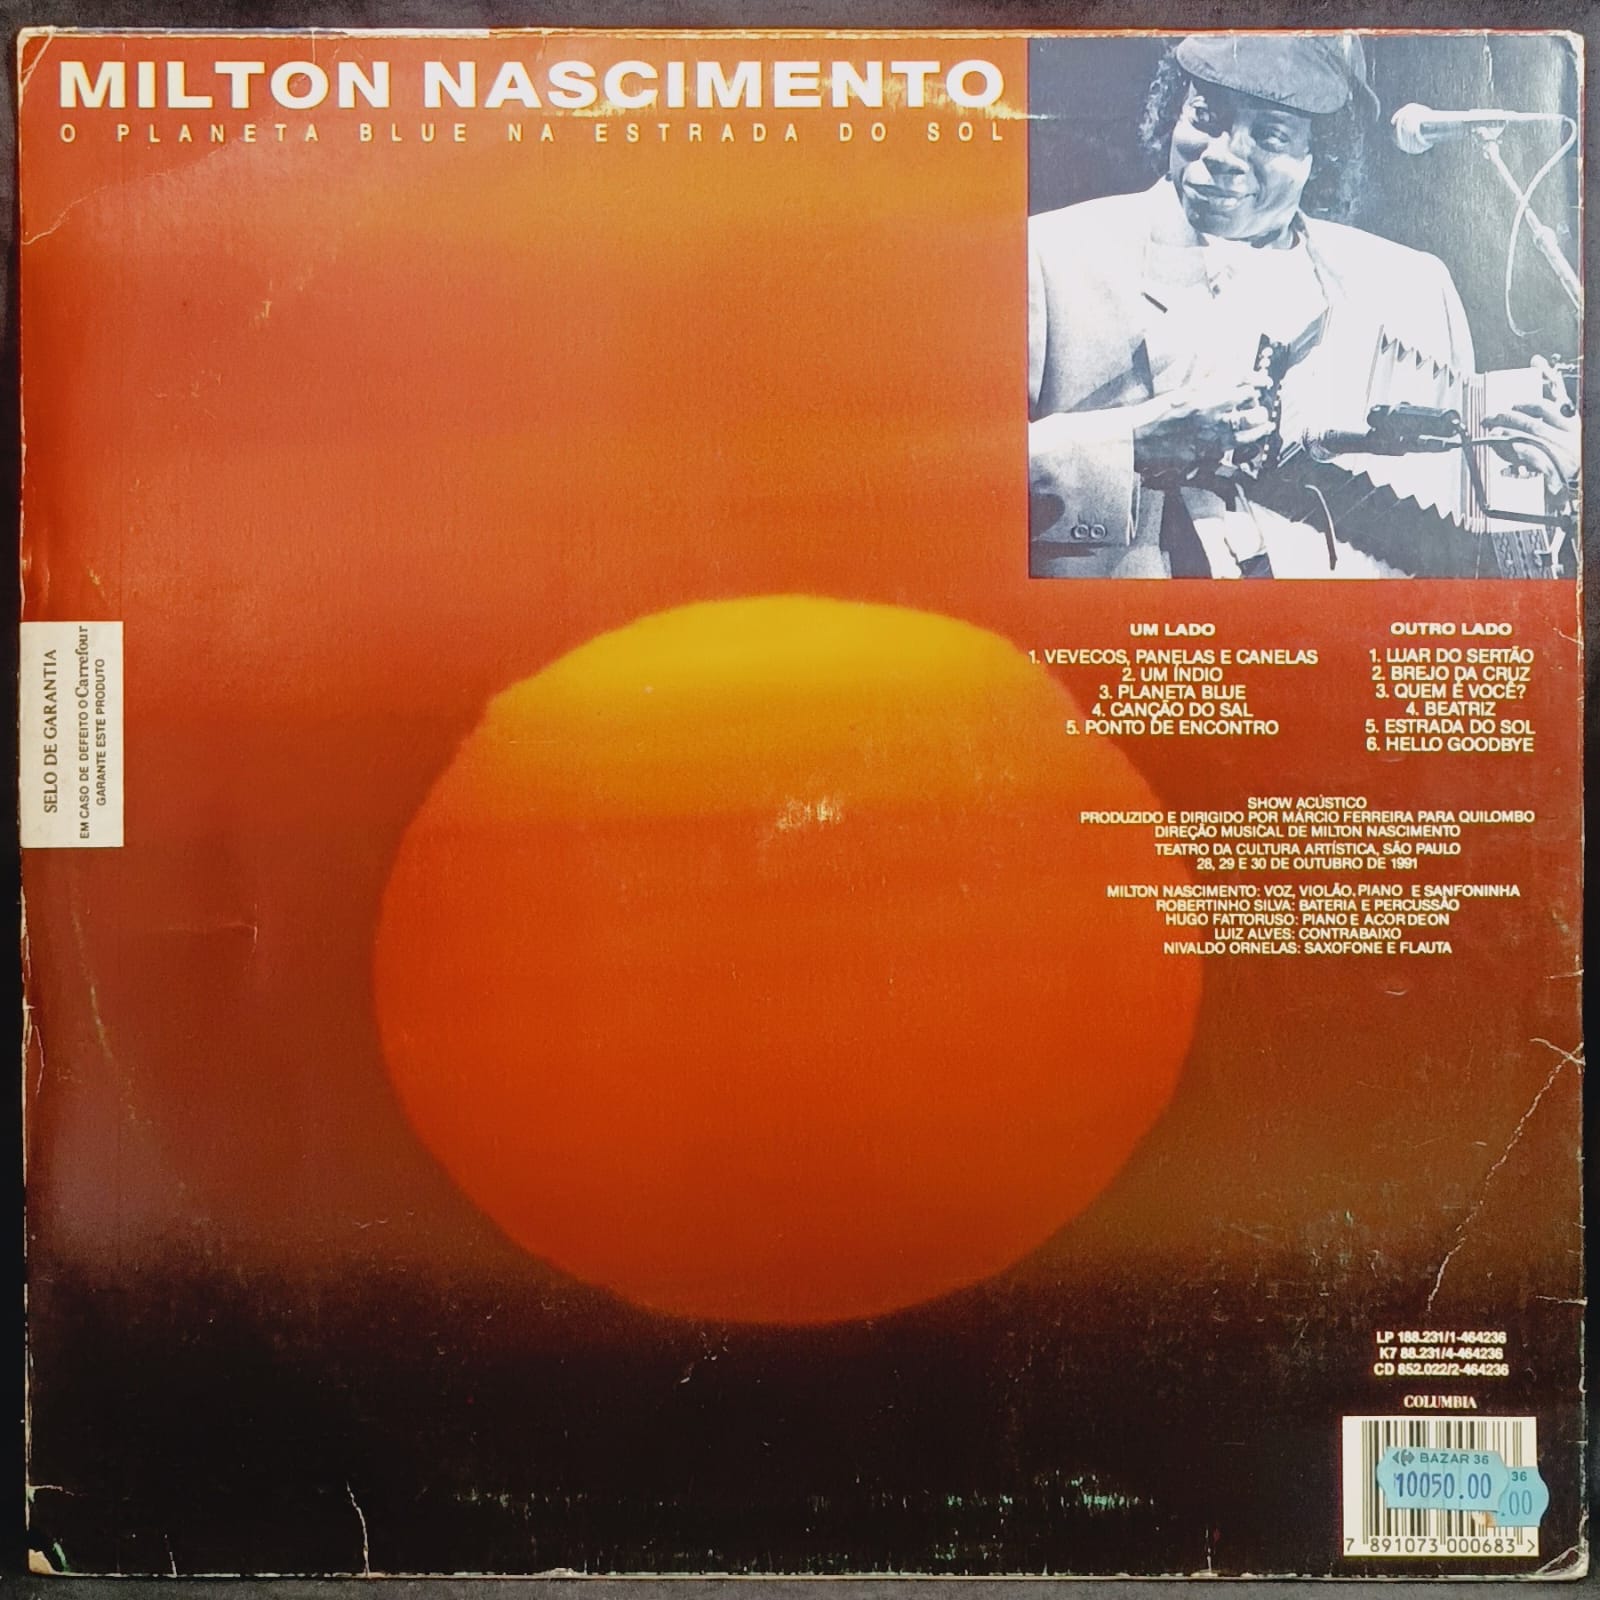 MILTON NASCIMENTO
O PLANETA BLUE NA ESTRADA DO SOL
SELO DE GARANTIA
EM CASO DE DEFEITO O Carrefour
GARANTE ESTE PRODUTO
UM LADO
1. VEVECOS, PANELAS E CANELAS
2. UM ÍNDIO
3. PLANETA BLUE
4. CANÇÃO DO SAL
5. PONTO DE ENCONTRO
OUTRO LADO
1. LUAR DO SERTÃO
2. BREJO DA CRUZ
3. QUEM É VOCÊ?
4. BEATRIZ
5. ESTRADA DO SOL
6. HELLO GOODBYE
SHOW ACÚSTICO
PRODUZIDO E DIRIGIDO POR MÁRCIO FERREIRA PARA QUILOMBO
DIREÇÃO MUSICAL DE MILTON NASCIMENTO
TEATRO DA CULTURA ARTÍSTICA, SÃO PAULO
28, 29 E 30 DE OUTUBRO DE 1991
MILTON NASCIMENTO: VOZ, VIOLÃO, PIANO E SANFONINHA
ROBERTINHO SILVA: BATERIA E PERCUSSÃO
HUGO FATTORUSO: PIANO E ACORDEON
LUIZ ALVES: CONTRABAIXO
NIVALDO ORNELAS: SAXOFONE E FLAUTA
LP 188.231/1-464236
K7 88.231/4-464236
CD 852.022/2-464236
COLUMBIA
BAZAR 36
10050.00
36
.00
7 891073 000683 >